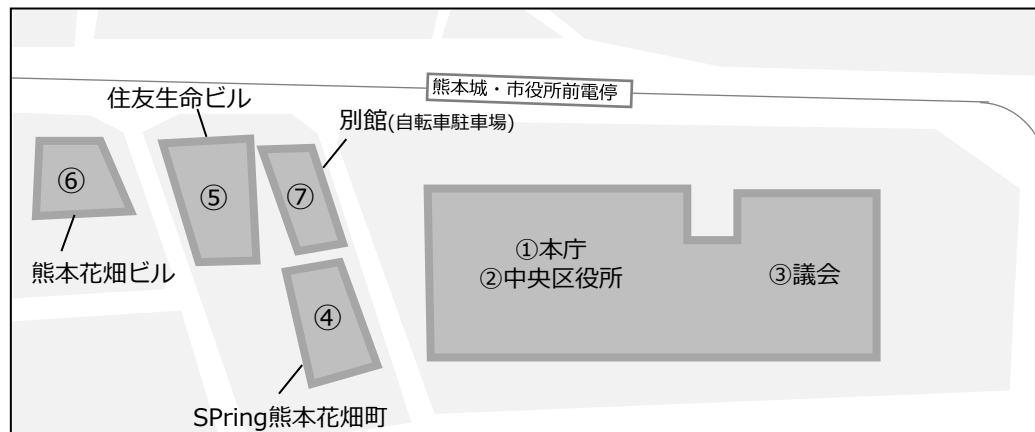 熊本城・市役所前電停
住友生命ビル
別館(自転車駐車場)
⑥
⑤
⑦
熊本花畑ビル
①本庁
②中央区役所
③議会
④
SPring熊本花畑町